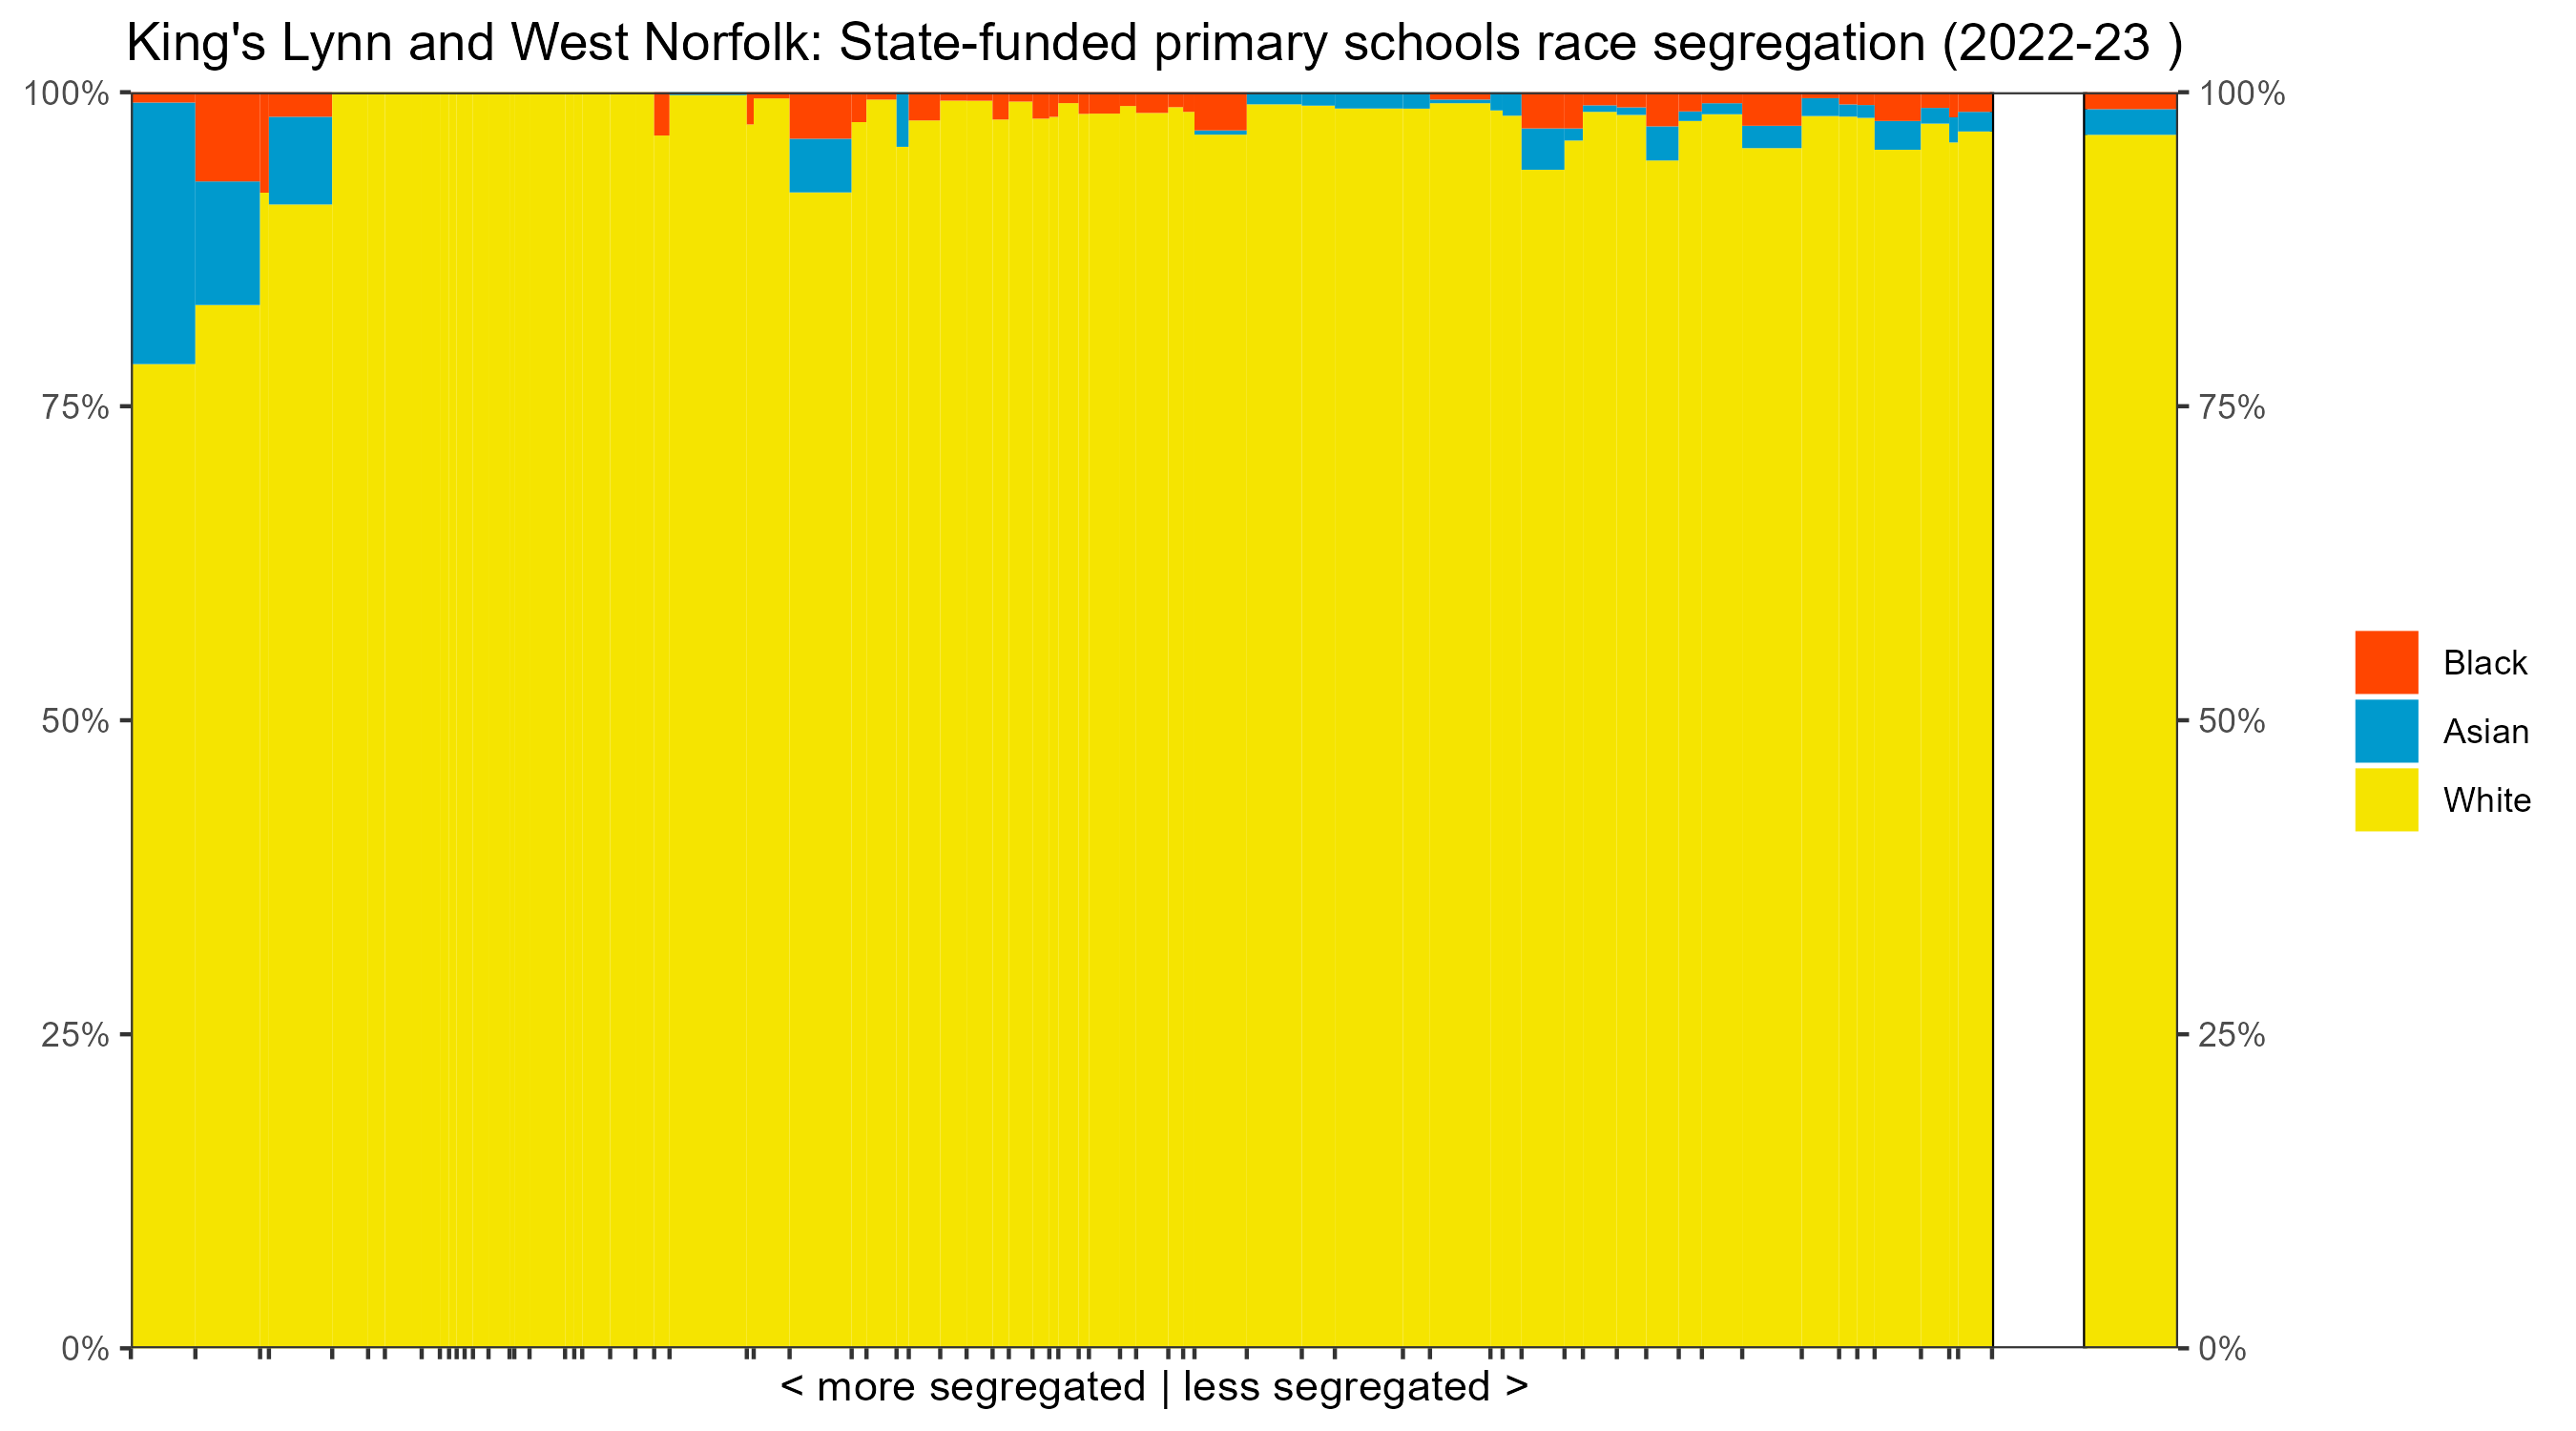 King's Lynn and West Norfolk: State-funded primary schools race segregation (2022-23 )
100%
75%
50%
25%
0%
100%
75%
50%
25%
0%
< more segregated | less segregated >
Black
Asian
White